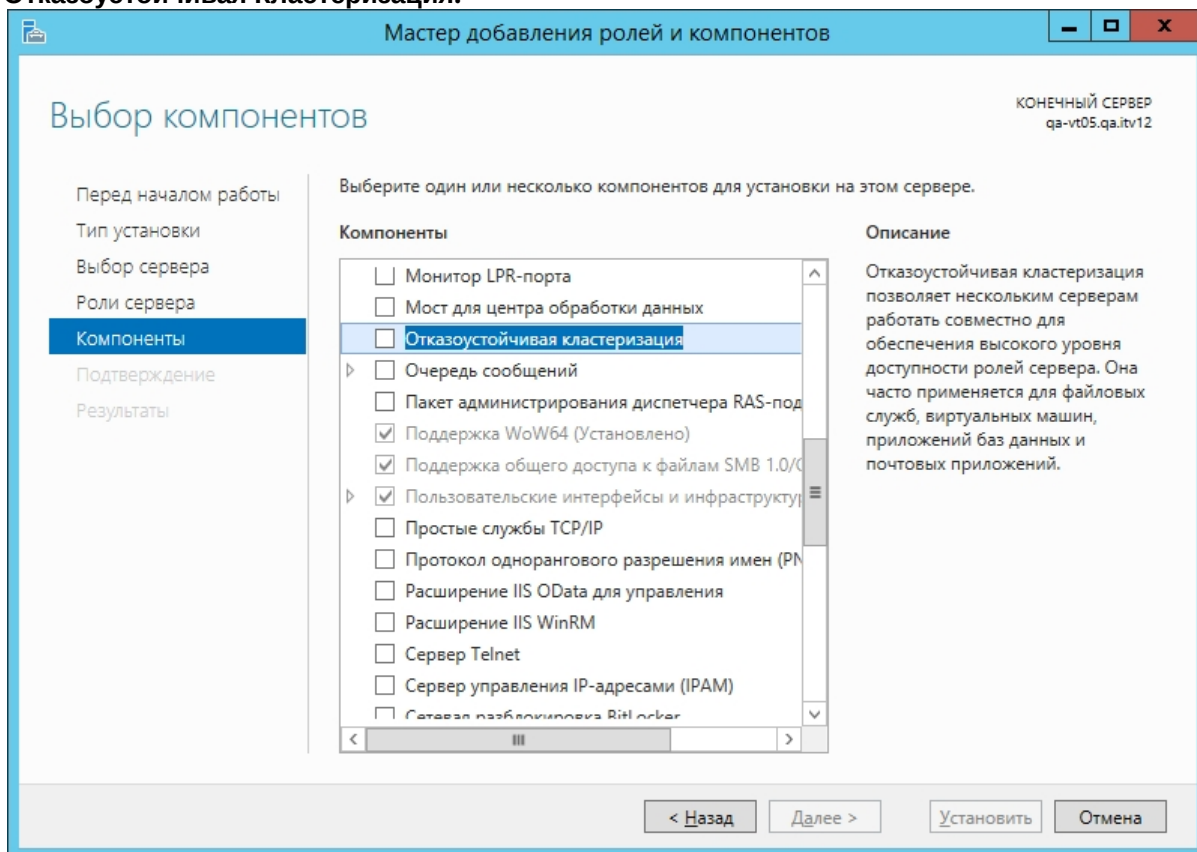 Отказоустойчивая кластеризация.
Мастер добавления ролей и компонентов
Выбор компонентов
КОНЕЧНЫЙ СЕРВЕР
qa-vt05.qa.itv12
Перед началом работы
Тип установки
Выбор сервера
Роли сервера
Компоненты
Подтверждение
Результаты
Выберите один или несколько компонентов для установки на этом сервере.
Компоненты
Монитор LPR-порта
Мост для центра обработки данных
Отказоустойчивая кластеризация
Очередь сообщений
Пакет администрирования диспетчера RAS-под
Поддержка WoW64 (Установлено)
Поддержка общего доступа к файлам SMB 1.0/C
Пользовательские интерфейсы и инфраструктур
Простые службы TCP/IP
Протокол однорангового разрешения имен (PN
Расширение IIS OData для управления
Расширение IIS WinRM
Сервер Telnet
Сервер управления IP-адресами (IPAM)
Сетевая разблокировка BitLocker
Описание
Отказоустойчивая кластеризация
позволяет нескольким серверам
работать совместно для
обеспечения высокого уровня
доступности ролей сервера. Она
часто применяется для файловых
служб, виртуальных машин,
приложений баз данных и
почтовых приложений.
< Назад
Далее >
Установить
Отмена